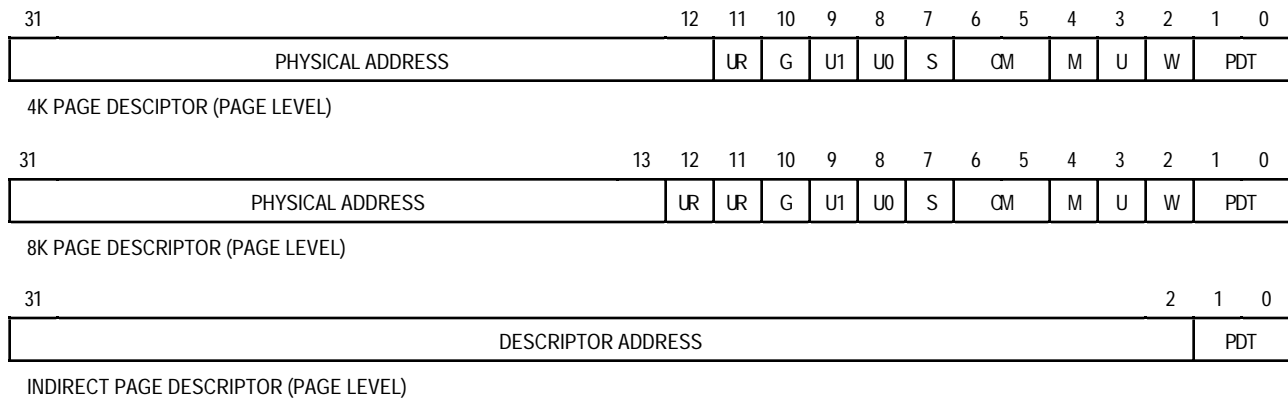 31 12 11 10 9 8 7 6 5 4 3 2 1 0
PHYSICAL ADDRESS UR G U1 U0 S CM M U W PDT
4K PAGE DESCIPTOR (PAGE LEVEL)
31 13 12 11 10 9 8 7 6 5 4 3 2 1 0
PHYSICAL ADDRESS UR UR G U1 U0 S CM M U W PDT
8K PAGE DESCRIPTOR (PAGE LEVEL)
31 2 1 0
DESCRIPTOR ADDRESS PDT
INDIRECT PAGE DESCRIPTOR (PAGE LEVEL)